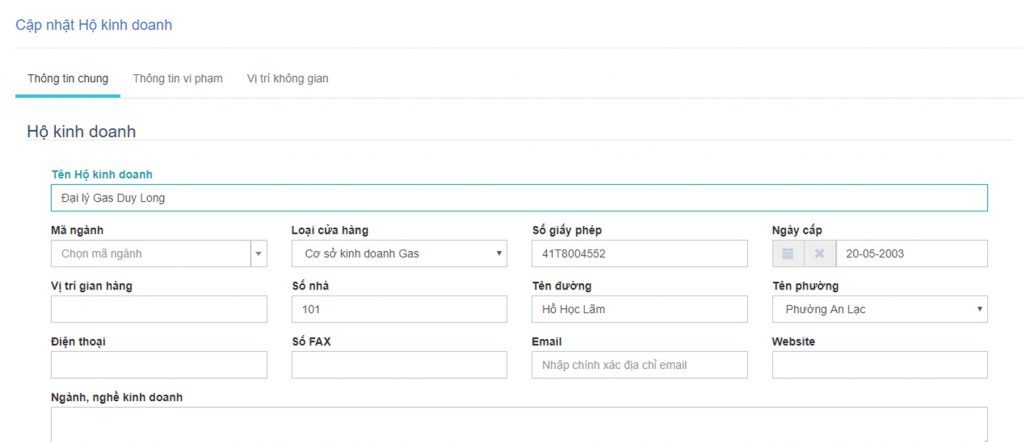 Cập nhật Hộ kinh doanh
Thông tin chung Thông tin vi phạm Vị trí không gian
Hộ kinh doanh
Tên Hộ kinh doanh
Đại lý Gas Duy Long
Mã ngành Loại cửa hàng Số giấy phép Ngày cấp
Chọn mã ngành Cơ sở kinh doanh Gas 41T8004552 20-05-2003
Vị trí gian hàng Số nhà Tên đường Tên phường
101 Hồ Học Lãm Phường An Lạc
Điện thoại Số FAX Email Website
Nhập chính xác địa chỉ email
Ngành, nghề kinh doanh